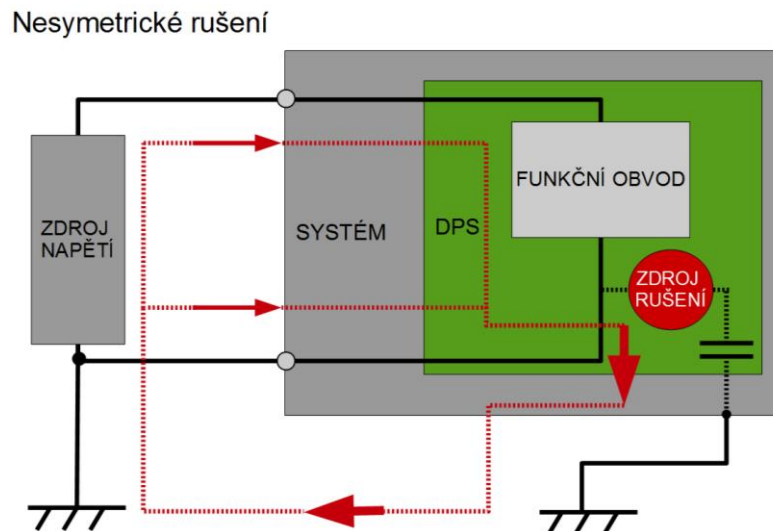 Nesymetrické rušení
FUNKČNÍ OBVOD
ZDROJ
NAPĚTÍ
SYSTÉM
DPS
ZDROJ
RUŠENÍ